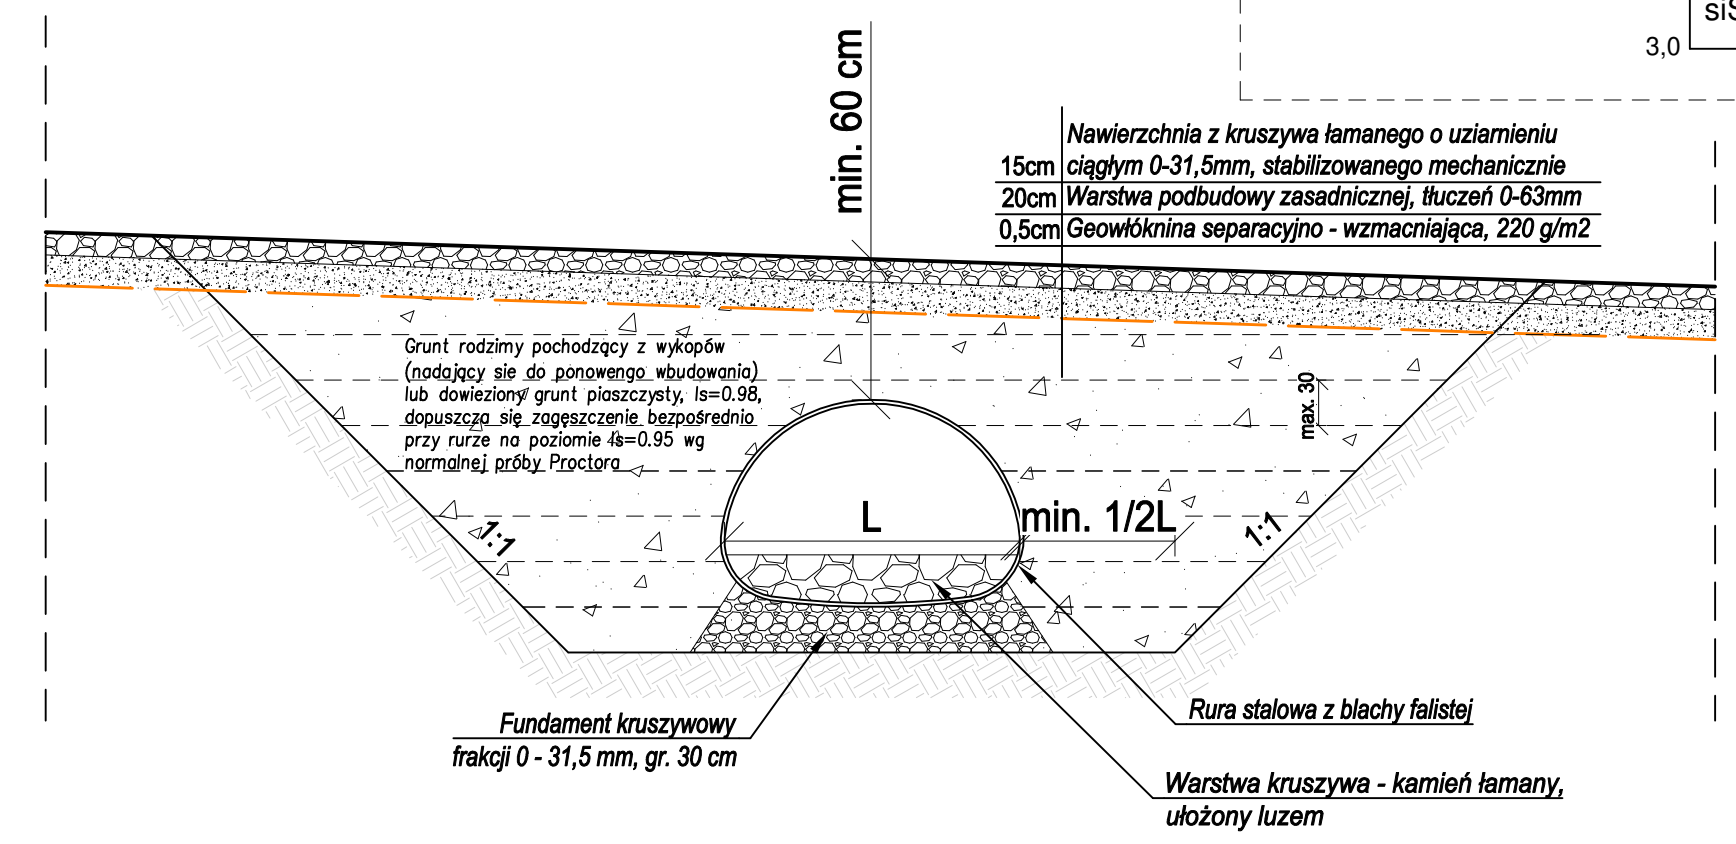 siS
3,0
min. 60 cm
Nawierzchnia z kruszywa łamanego o uziarnieniu
15cm ciągłym 0-31,5mm, stabilizowanego mechanicznie
20cm Warstwa podbudowy zasadniczej, tłuczeń 0-63mm
0,5cm Geowłóknina separacyjno - wzmacniająca, 220 g/m2
Grunt rodzimy pochodzący z wykopów
(nadający sie do ponowengo wbudowania)
lub dowieziony grunt piaszczysty, Is=0.98,
dopuszcza się zagęszczenie bezpośrednio
przy rurze na poziomie Is=0.95 wg
normalnej próby Proctora
max. 30
L
min. 1/2L
1:1
1:1
Fundament kruszywowy
frakcji 0 - 31,5 mm, gr. 30 cm
Rura stalowa z blachy falistej
Warstwa kruszywa - kamień łamany,
ułożony luzem